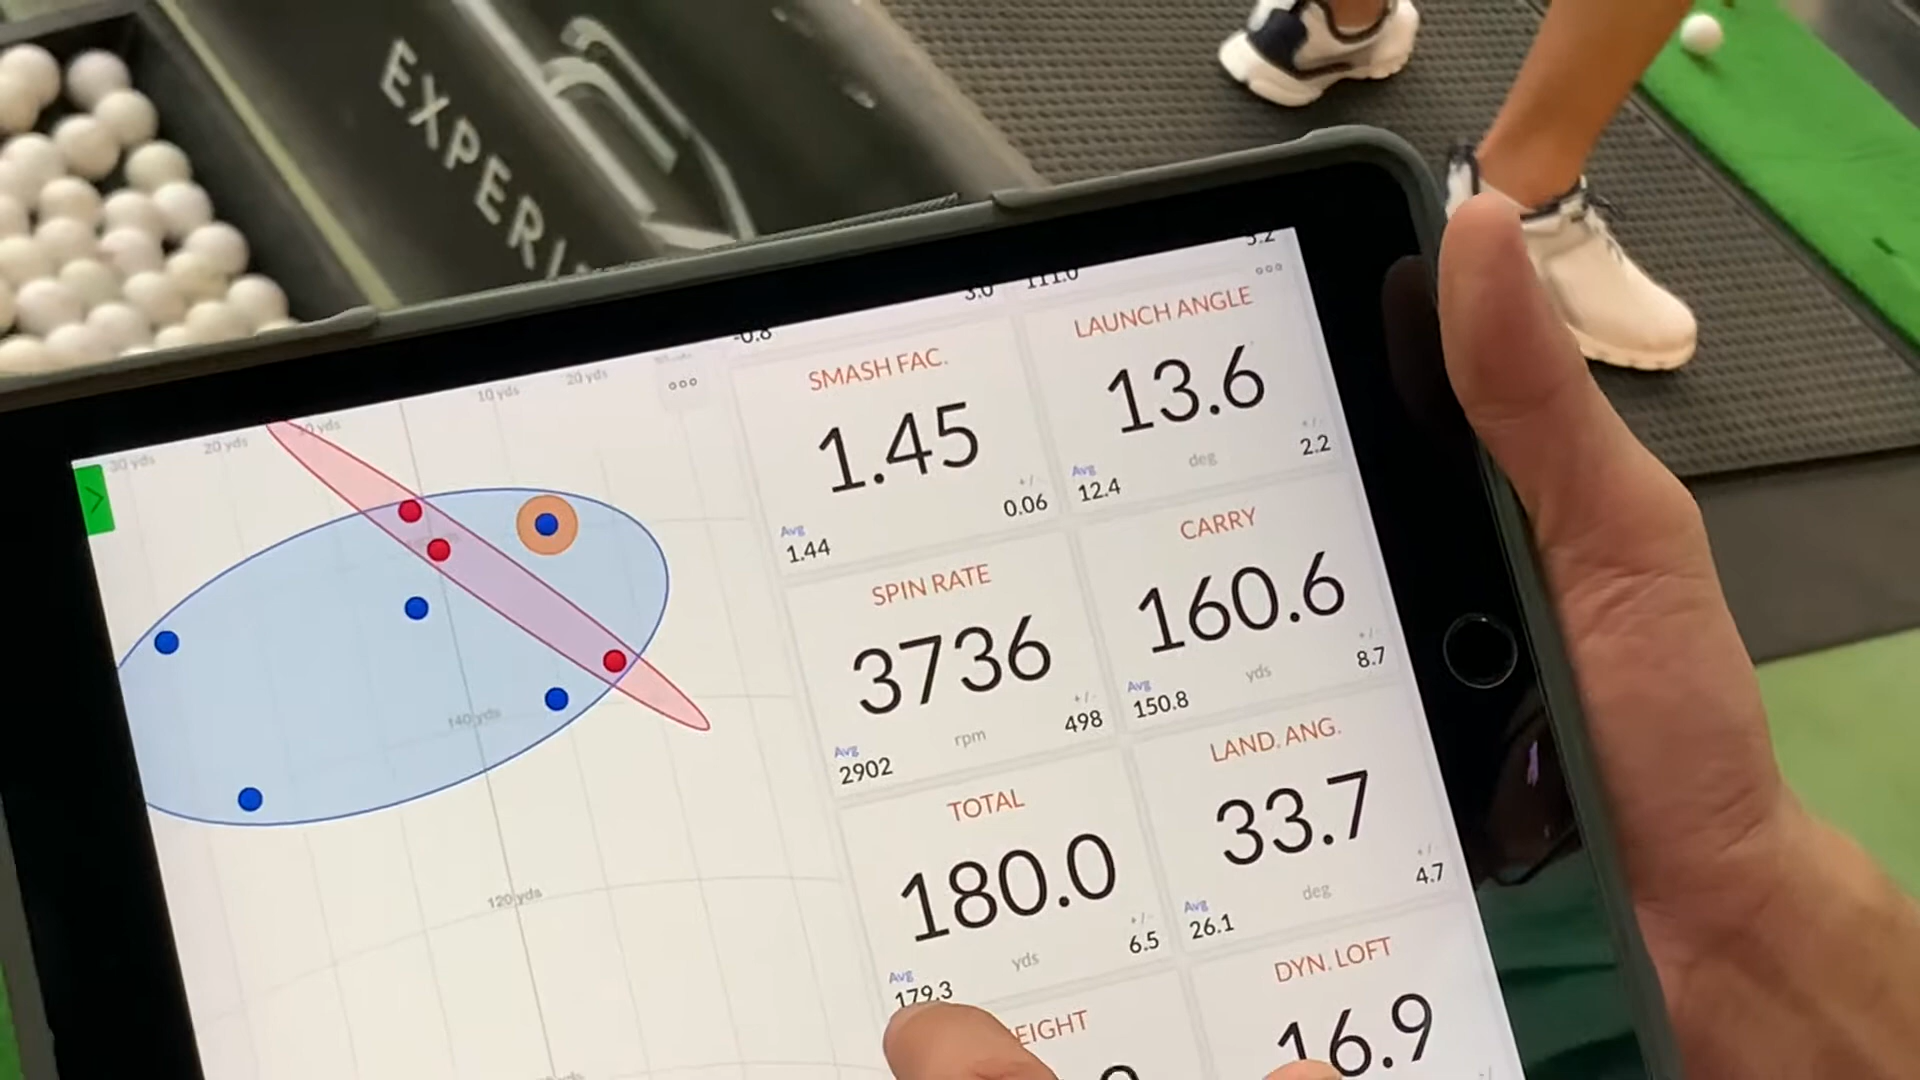 EXPERI
-0.8
3.0
111.0
3.2
30 yds
20 yds
10 yds
10 yds
20 yds
140 yds
120 yds
SMASH FAC.
1.45
Avg
1.44
+/-
0.06
LAUNCH ANGLE
13.6
Avg
12.4
deg
+/-
2.2
SPIN RATE
3736
Avg
2902
rpm
+/-
498
CARRY
160.6
Avg
150.8
yds
+/-
8.7
TOTAL
180.0
Avg
179.3
yds
+/-
6.5
LAND. ANG.
33.7
Avg
26.1
deg
+/-
4.7
EIGHT
DYN. LOFT
16.9